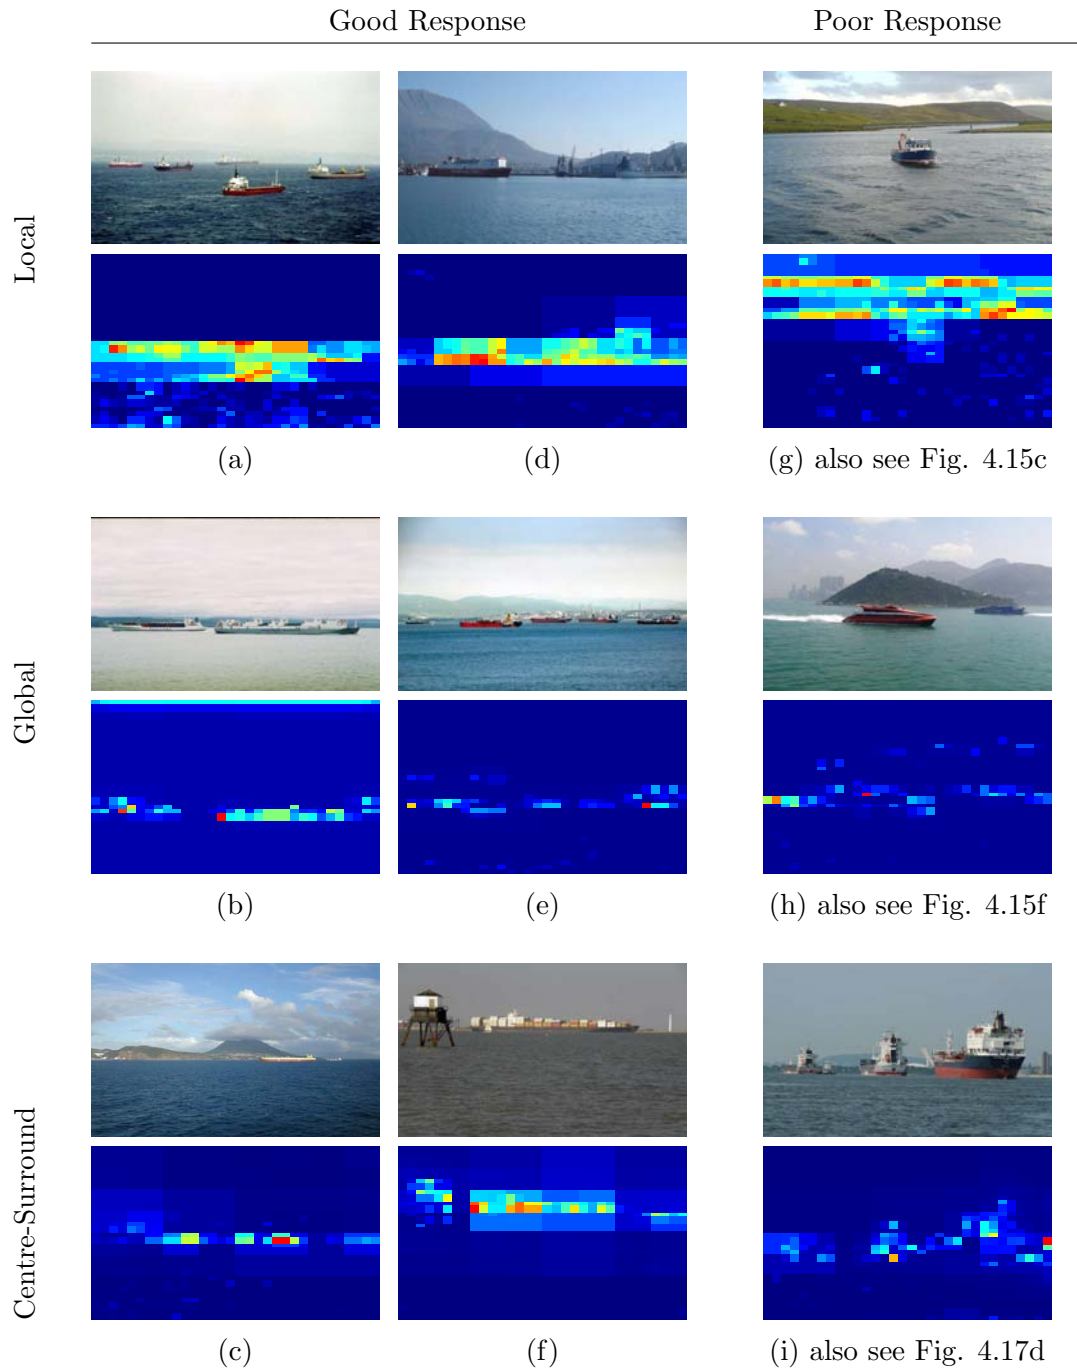 Good Response
Poor Response
Local
(a)
(d)
(g) also see Fig. 4.15c
Global
(b)
(e)
(h) also see Fig. 4.15f
Centre-Surround
(c)
(f)
(i) also see Fig. 4.17d